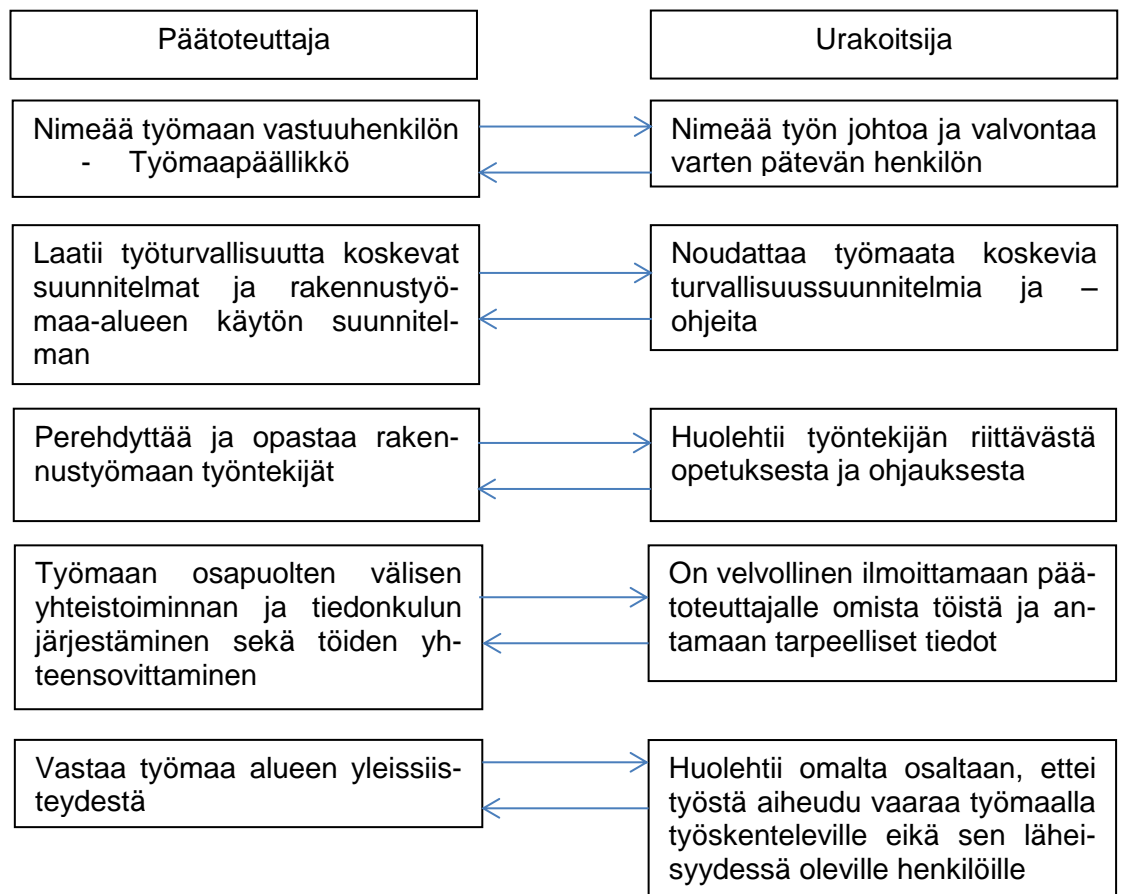 Päätoteuttaja
Urakoitsija
Nimeää työmaan vastuuhenkilön
- Työmaapäällikkö
Nimeää työn johtoa ja valvontaa
varten pätevän henkilön
Laatii työturvallisuutta koskevat
suunnitelmat ja rakennustyö-
maa-alueen käytön suunnitel-
man
Noudattaa työmaata koskevia
turvallisuussuunnitelmia ja –
ohjeita
Perehdyttää ja opastaa raken-
nustyömaan työntekijät
Huolehtii työntekijän riittävästä
opetuksesta ja ohjauksesta
Työmaan osapuolten välisen
yhteistoiminnan ja tiedonkulun
järjestäminen sekä töiden yh-
teensovittaminen
On velvollinen ilmoittamaan pää-
toteuttajalle omista töistä ja an-
tamaan tarpeelliset tiedot
Vastaa työmaa alueen yleissiis-
teydestä
Huolehtii omalta osaltaan, ettei
työstä aiheudu vaaraa työmaalla
työskenteleville eikä sen lähei-
syydessä oleville henkilöille